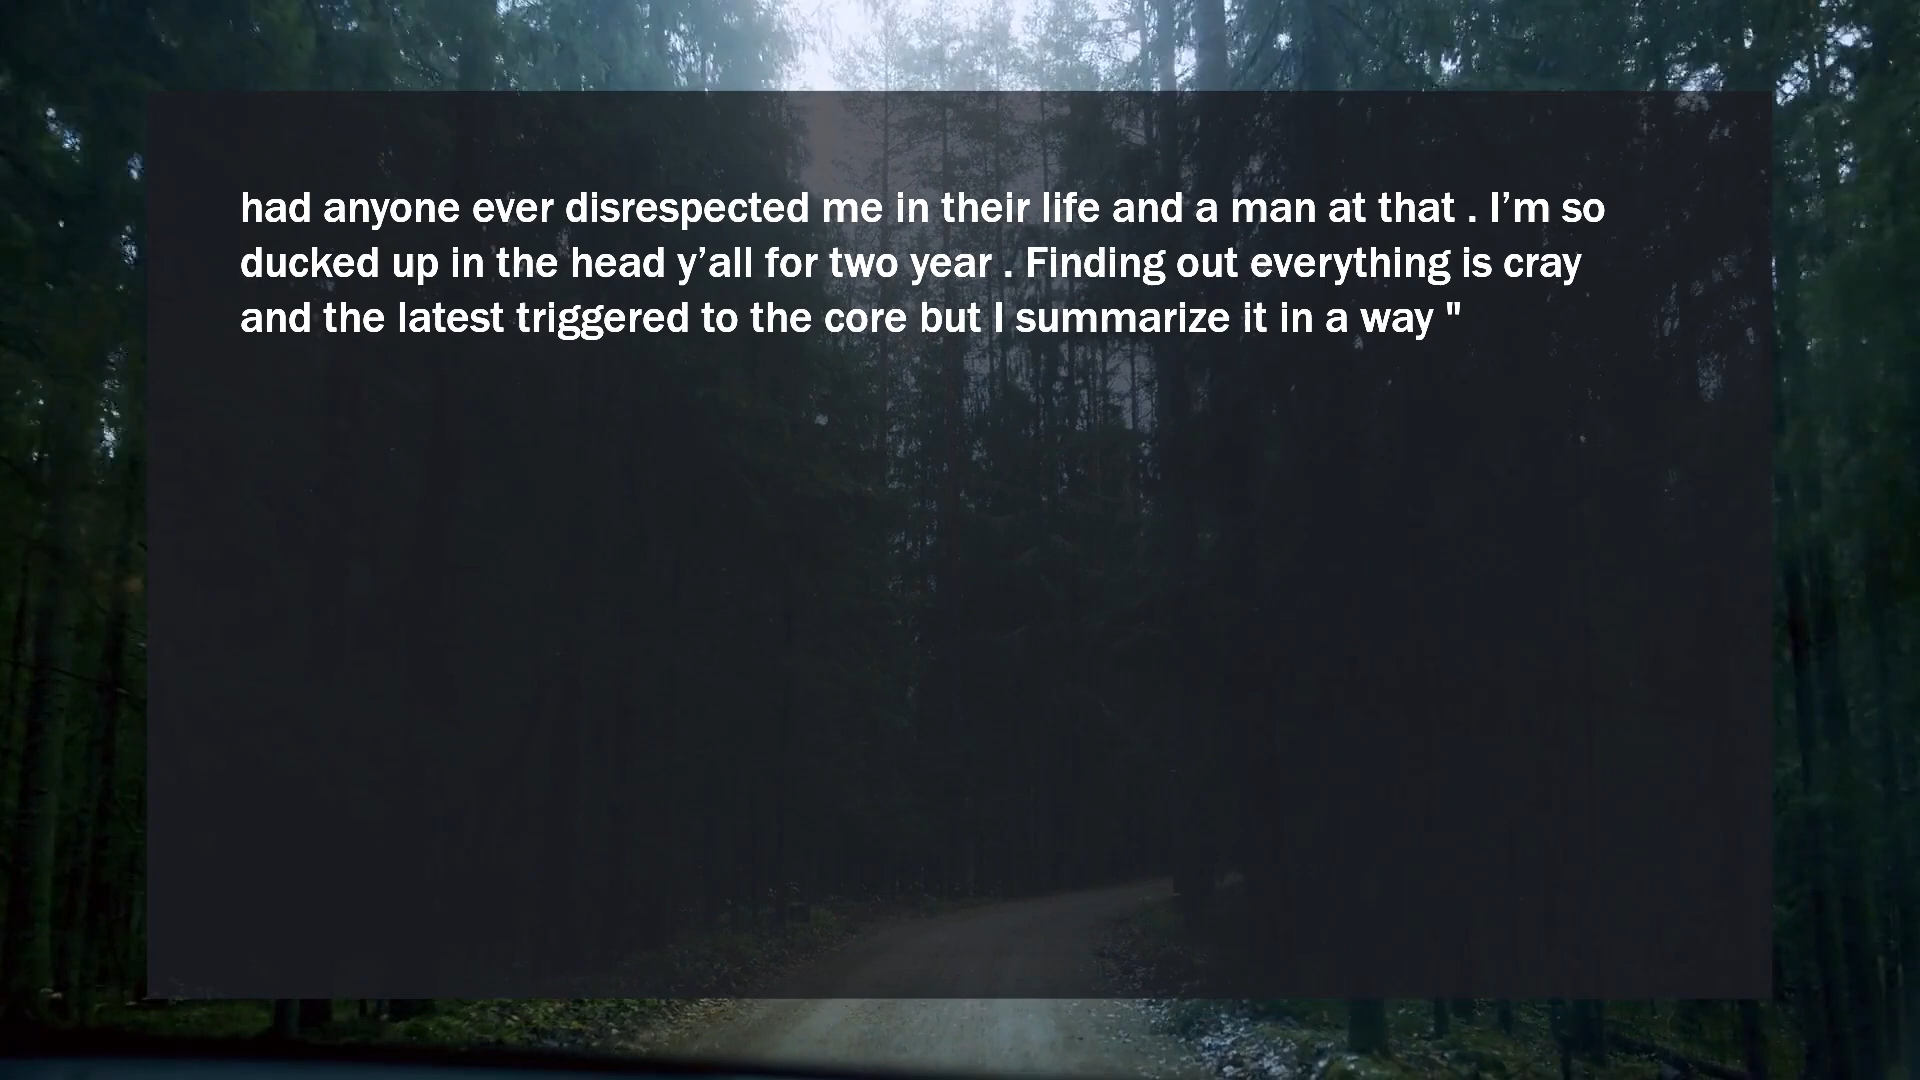 had anyone ever disrespected me in their life and a man at that . I’m so
ducked up in the head y’all for two year . Finding out everything is cray
and the latest triggered to the core but I summarize it in a way "